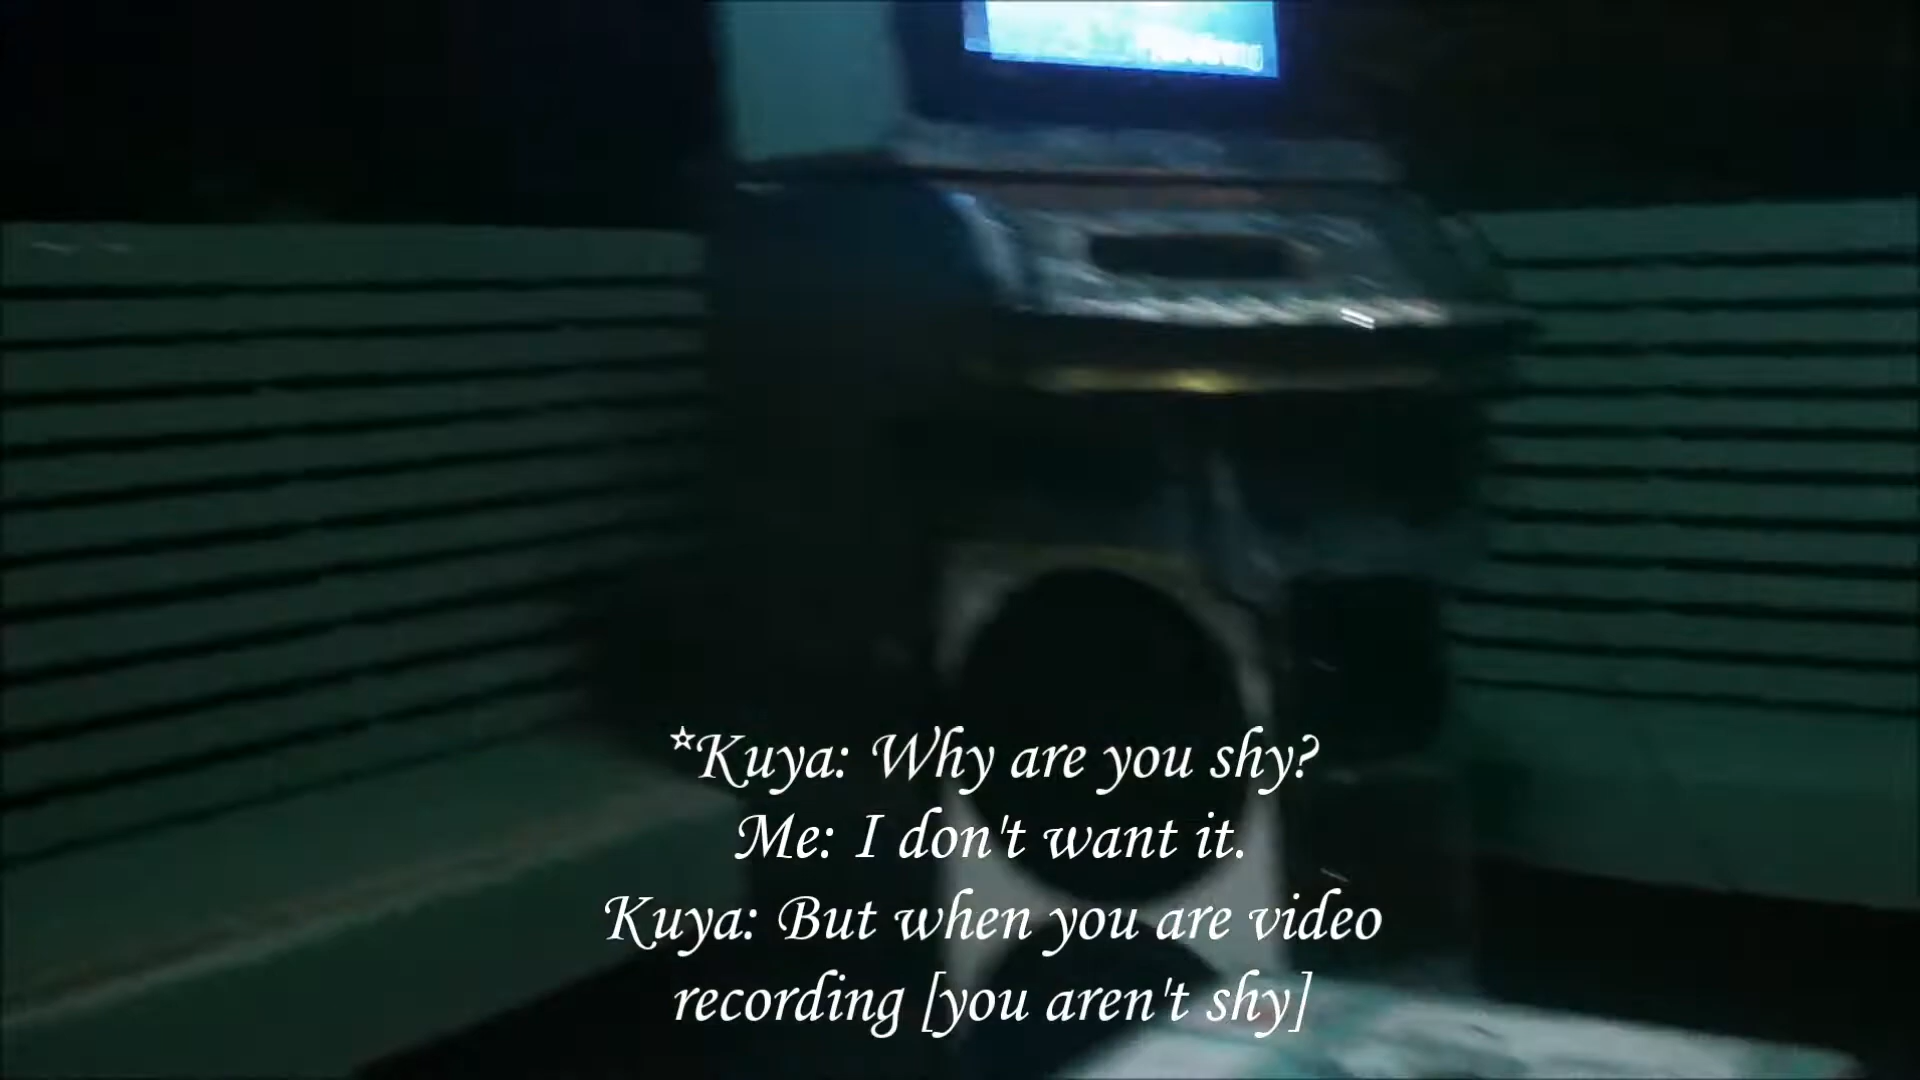 *Kuya: Why are you shy?
Me: I don't want it.
Kuya: But when you are video
recording [you aren't shy]